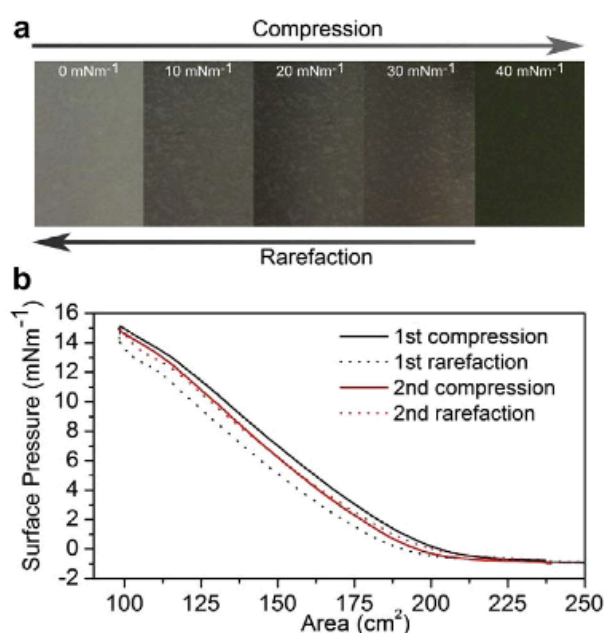 a
Compression
0 mNm⁻¹ 10 mNm⁻¹ 20 mNm⁻¹ 30 mNm⁻¹ 40 mNm⁻¹
Rarefaction
b
16
14
12
10
8
6
4
2
0
-2
Surface Pressure (mNm⁻¹)
1st compression
1st rarefaction
2nd compression
2nd rarefaction
100 125 150 175 200 225 250
Area (cm²)